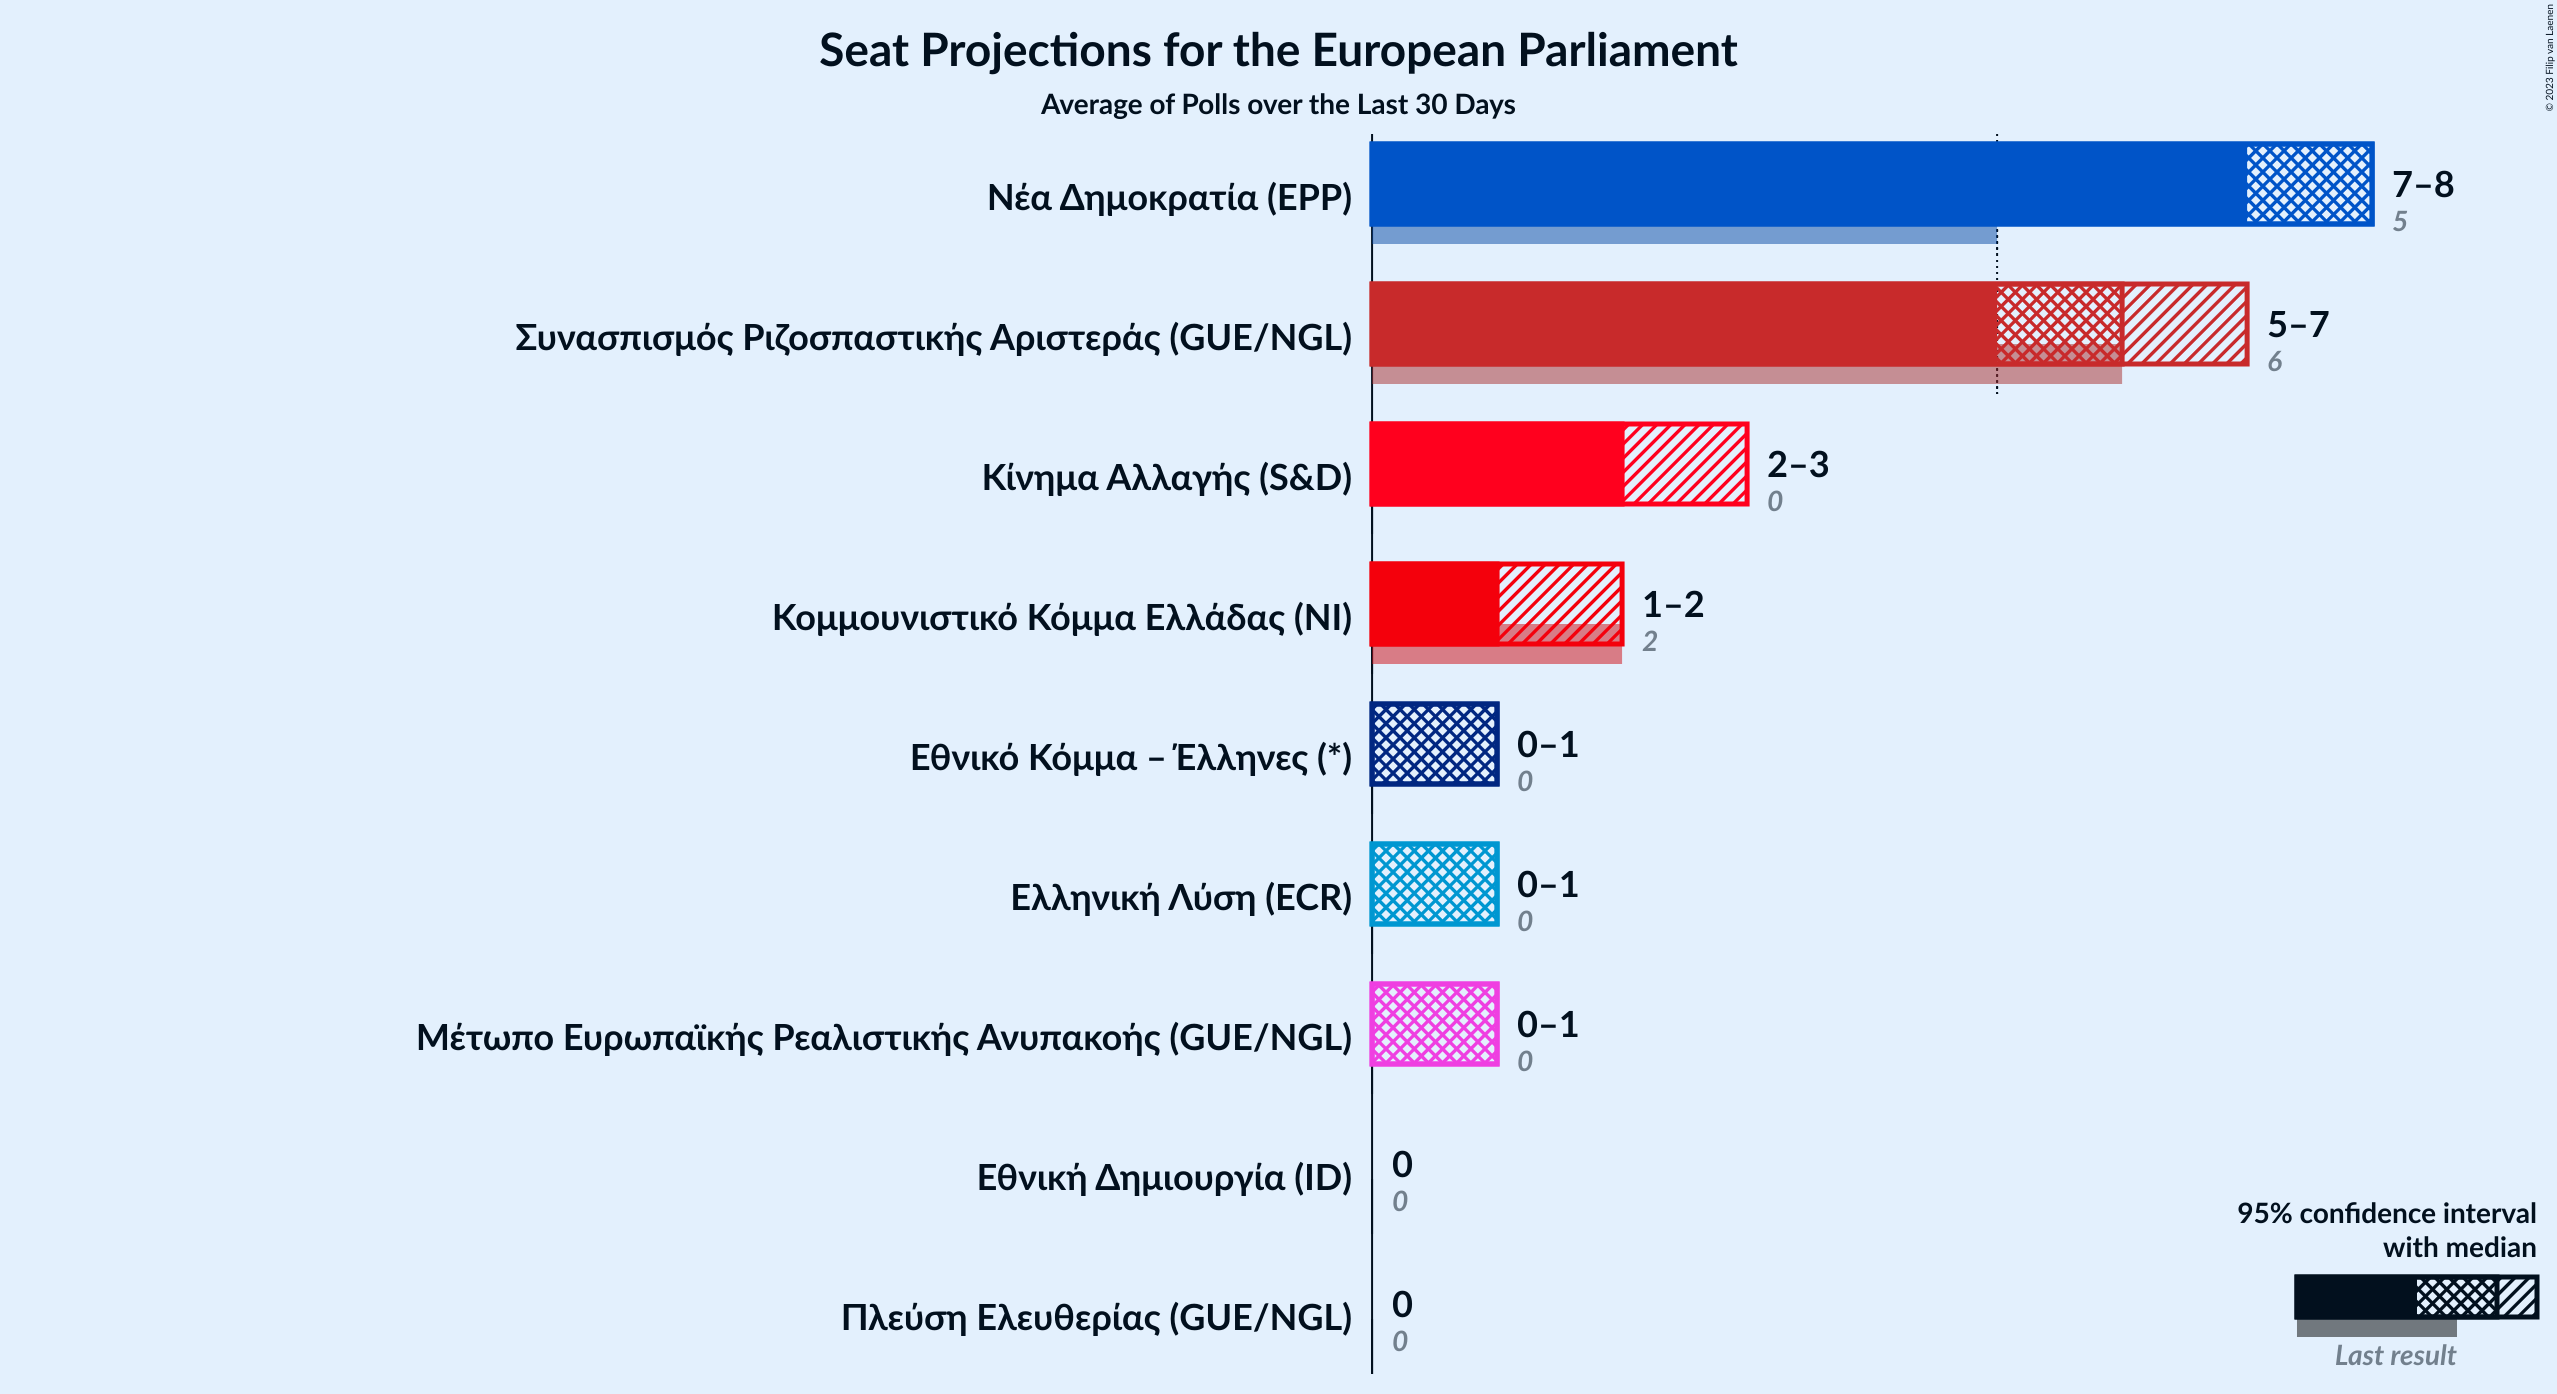 Seat Projections for the European Parliament
Average of Polls over the Last 30 Days
© 2023 Filip van Laenen
Νέα Δημοκρατία (EPP)
7–8
5
Συνασπισμός Ριζοσπαστικής Αριστεράς (GUE/NGL)
5–7
6
Κίνημα Αλλαγής (S&D)
2–3
0
Κομμουνιστικό Κόμμα Ελλάδας (NI)
1–2
2
Εθνικό Κόμμα – Έλληνες (*)
0–1
0
Ελληνική Λύση (ECR)
0–1
0
Μέτωπο Ευρωπαϊκής Ρεαλιστικής Ανυπακοής (GUE/NGL)
0–1
0
Εθνική Δημιουργία (ID)
0
0
Πλεύση Ελευθερίας (GUE/NGL)
0
0
95% confidence interval
with median
Last result